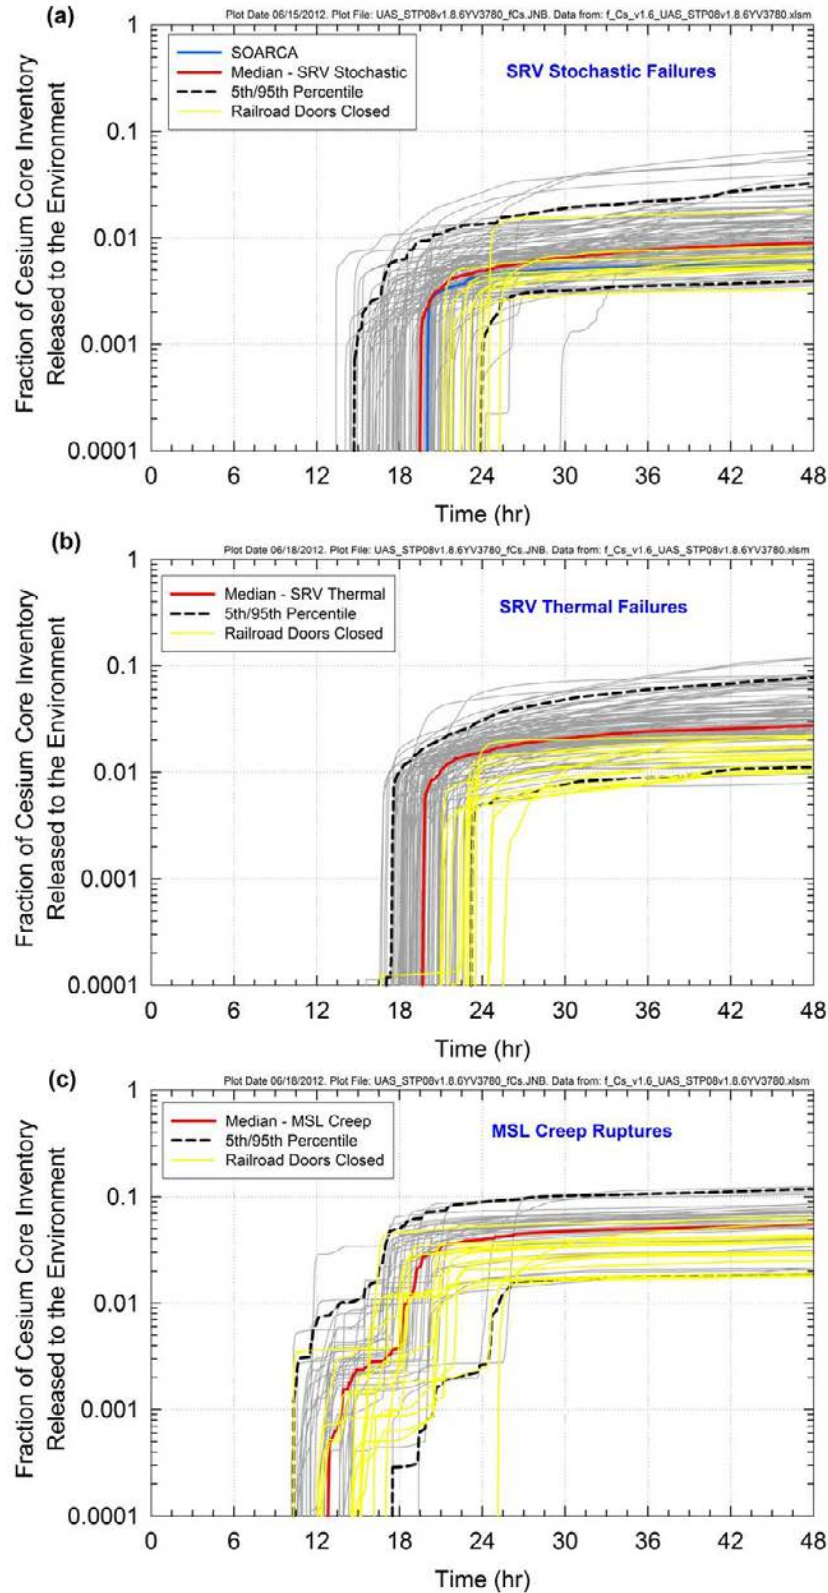 (a)
Plot Date 06/15/2012. Plot File: UAS_STP08v1.8.6YV3780_fCs.JNB. Data from: f_Cs_v1.6YV3780.xlsm
1
0.1
0.01
0.001
0.0001
Fraction of Cesium Core Inventory
Released to the Environment
SOARCA
Median - SRV Stochastic
5th/95th Percentile
Railroad Doors Closed
SRV Stochastic Failures
0 6 12 18 24 30 36 42 48
Time (hr)
(b)
Plot Date 06/18/2012. Plot File: UAS_STP08v1.8.6YV3780_fCs.JNB. Data from: f_Cs_v1.6_UAS_STP08v1.8.6YV3780.xlsm
1
0.1
0.01
0.001
0.0001
Fraction of Cesium Core Inventory
Released to the Environment
Median - SRV Thermal
5th/95th Percentile
Railroad Doors Closed
SRV Thermal Failures
0 6 12 18 24 30 36 42 48
Time (hr)
(c)
Plot Date 06/18/2012. Plot File: UAS_STP08v1.8.6YV3780_fCs.JNB. Data from: f_Cs_v1.6_UAS_STP08v1.8.6YV3780.xlsm
1
0.1
0.01
0.001
0.0001
Fraction of Cesium Core Inventory
Released to the Environment
Median - MSL Creep
5th/95th Percentile
Railroad Doors Closed
MSL Creep Ruptures
0 6 12 18 24 30 36 42 48
Time (hr)